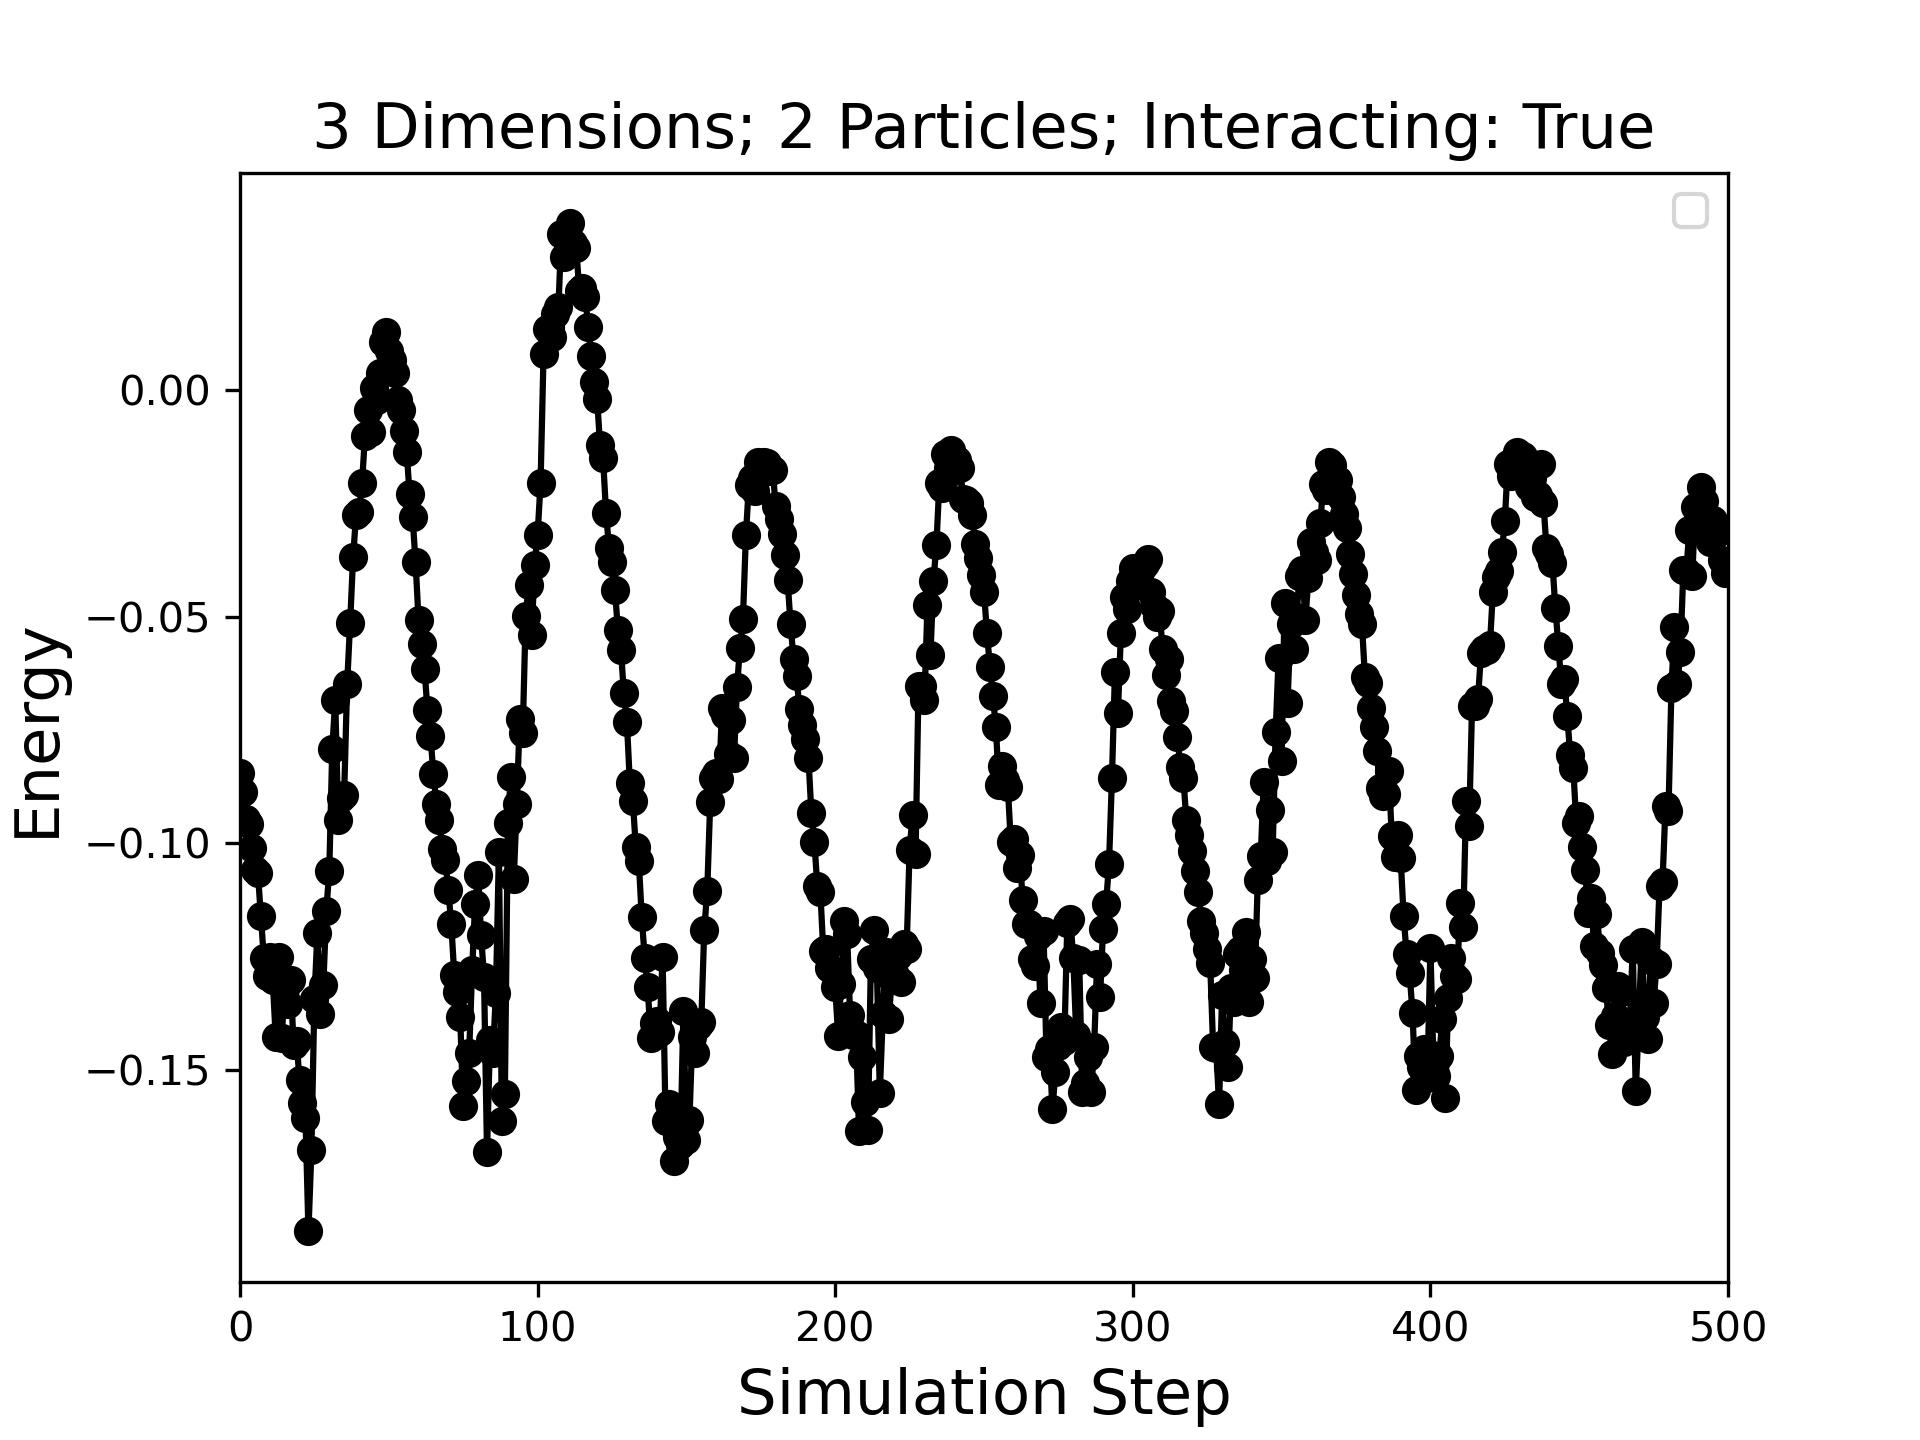 3 Dimensions; 2 Particles; Interacting: True
Energy
0.00
−0.05
−0.10
−0.15
0 100 200 300 400 500
Simulation Step